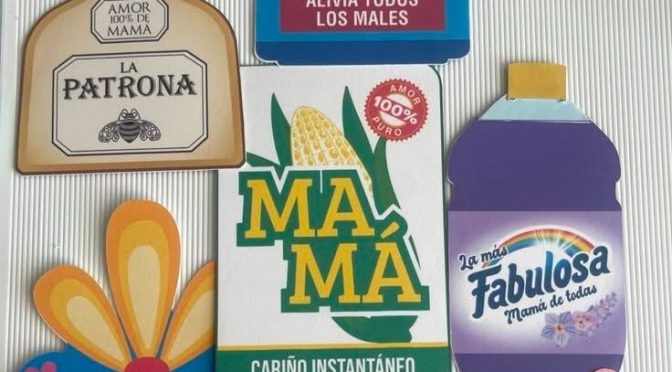 AMOR
100% DE
MAMÁ
LA
PATRONA
ALIVIA TODOS
LOS MALES
AMOR
100%
PURO
MA
MÁ
CARIÑO INSTANTÁNEO
La más
Fabulosa
Mamá de todas